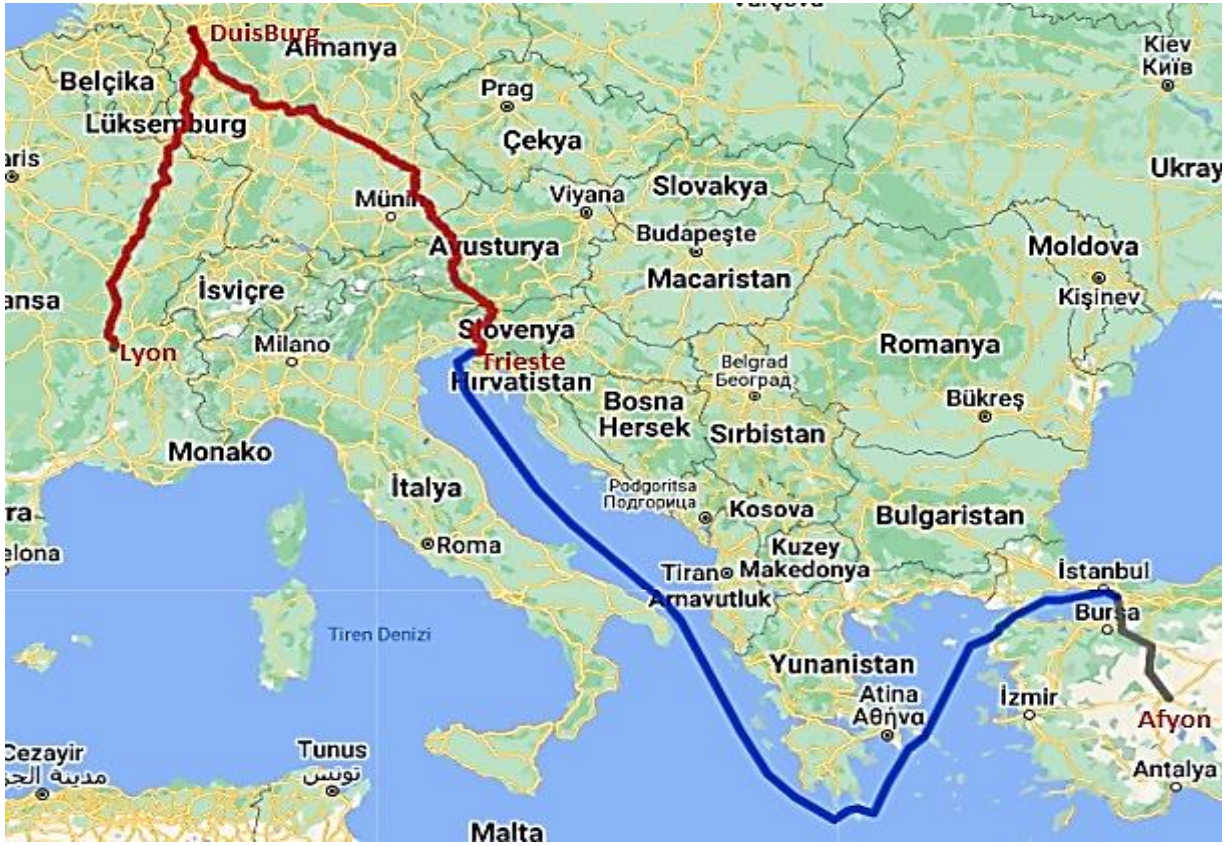 Varşova
DuisBurg
Almanya
Kiev
Київ
Belçika
Prag
Lüksemburg
Çekya
aris
Ukray
Slovakya
Viyana
Münih
Avusturya
Budapeşte
Moldova
Macaristan
İsviçre
Kişinev
ansa
Slovenya
Lyon
Milano
Trieste
Romanya
Belgrad
Београд
Hırvatistan
Bosna
Hersek
Bükreş
Sırbistan
Monako
İtalya
Podgoritsa
Подгорица
Kosova
Bulgaristan
ra
elona
Roma
Kuzey
Makedonya
Tiran
İstanbul
Arnavutluk
Bursa
Tiren Denizi
Yunanistan
Atina
Αθήνα
İzmir
Afyon
Cezayir
مدينة الجز
Tunus
تونس
Antalya
Malta